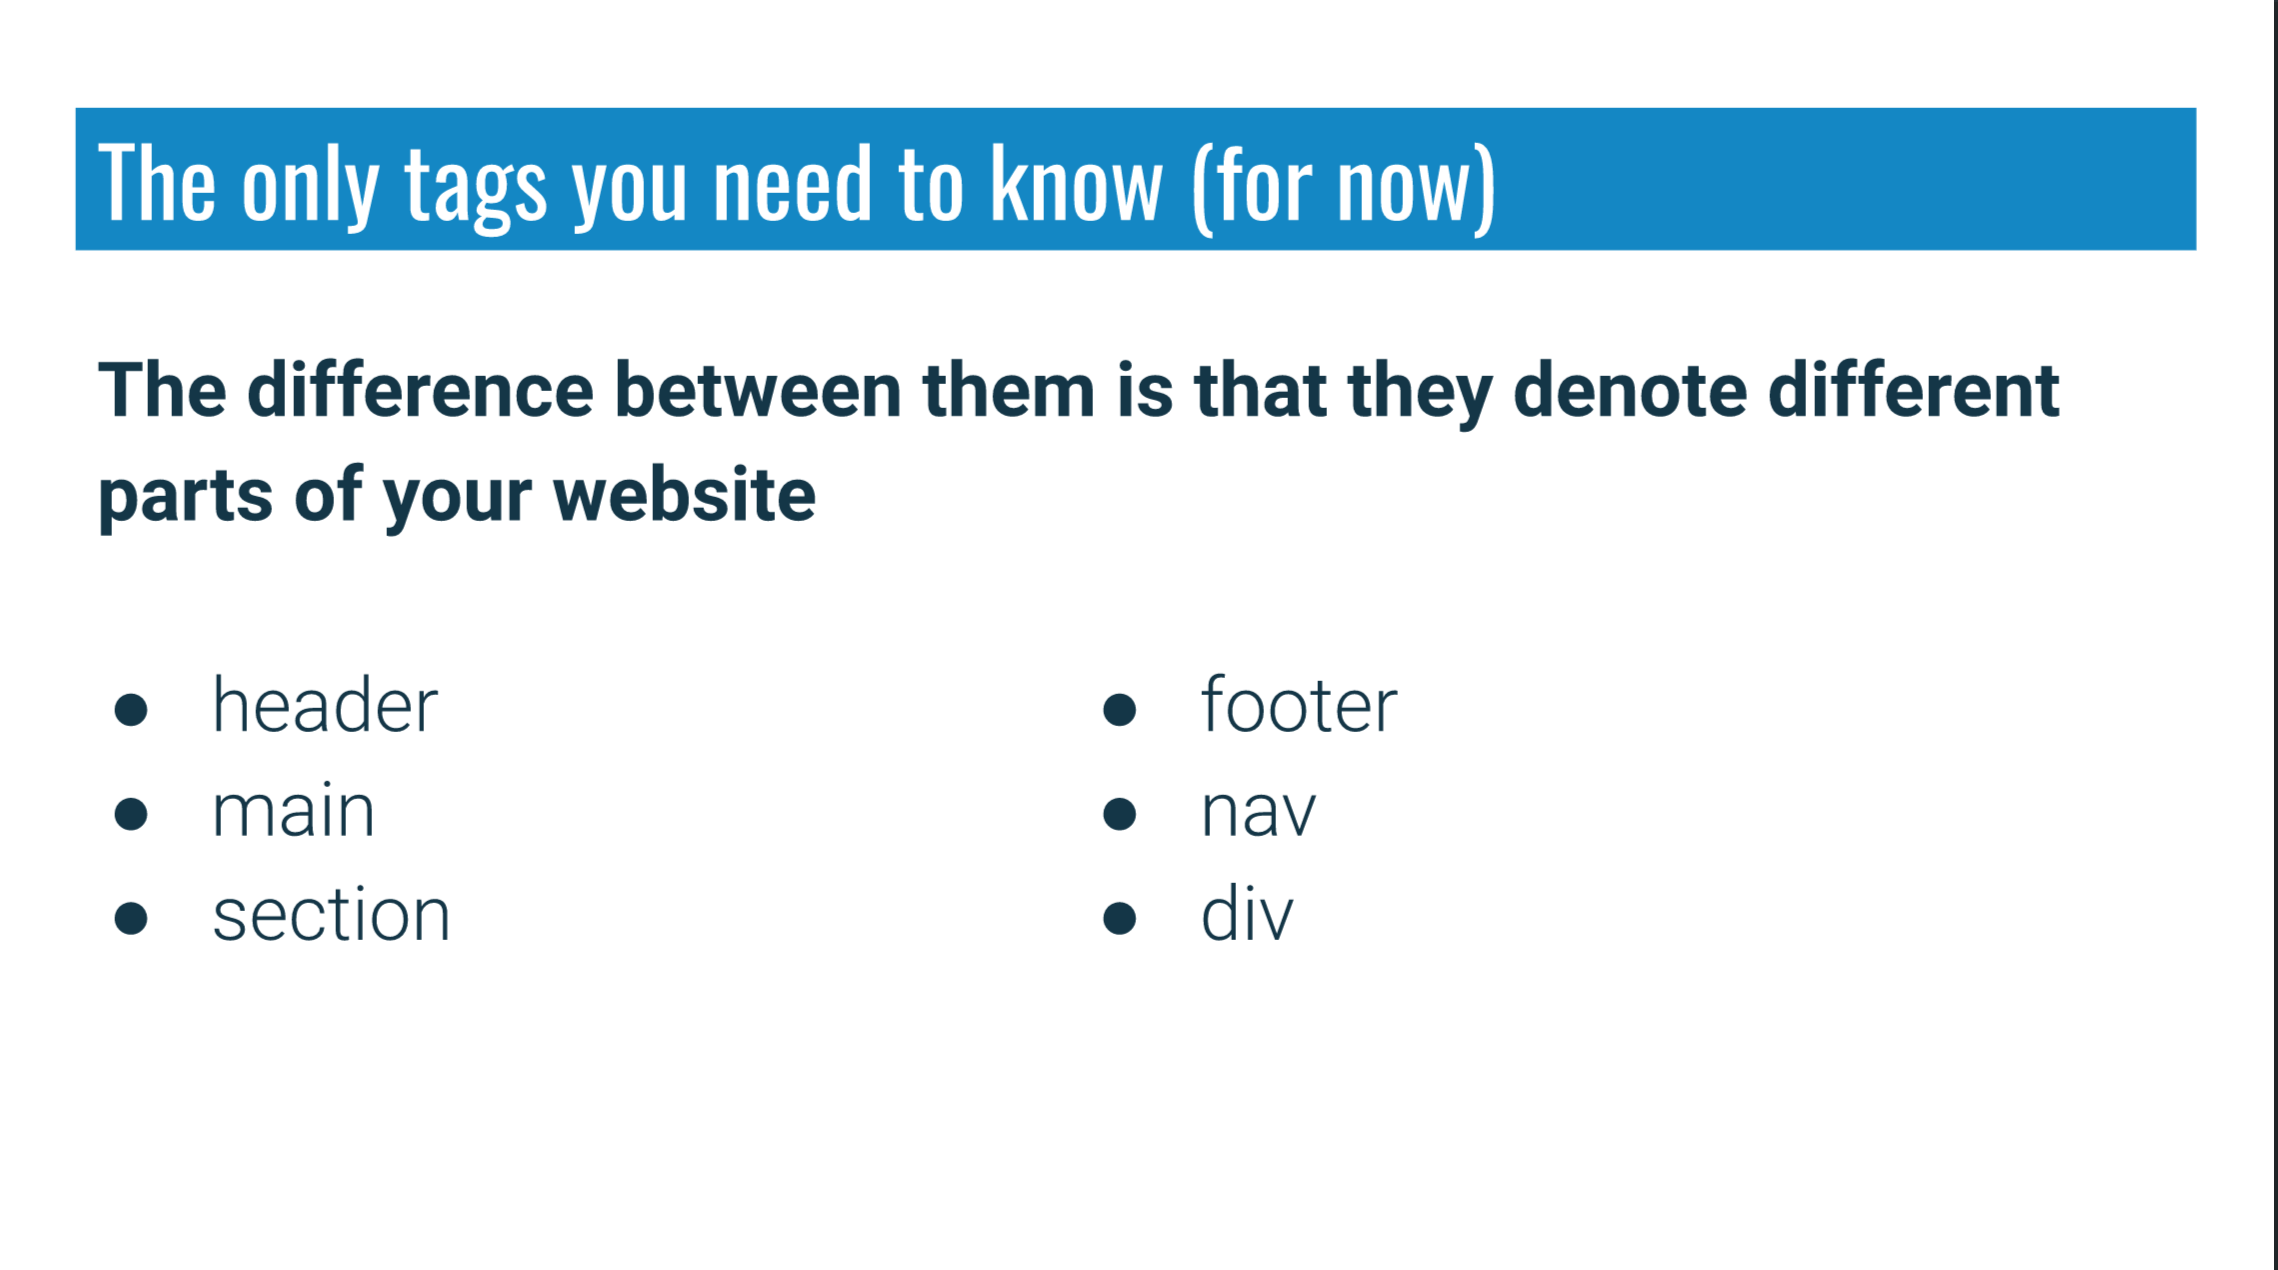 The only tags you need to know (for now)
The difference between them is that they denote different
parts of your website
● header
● main
● section
● footer
● nav
● div